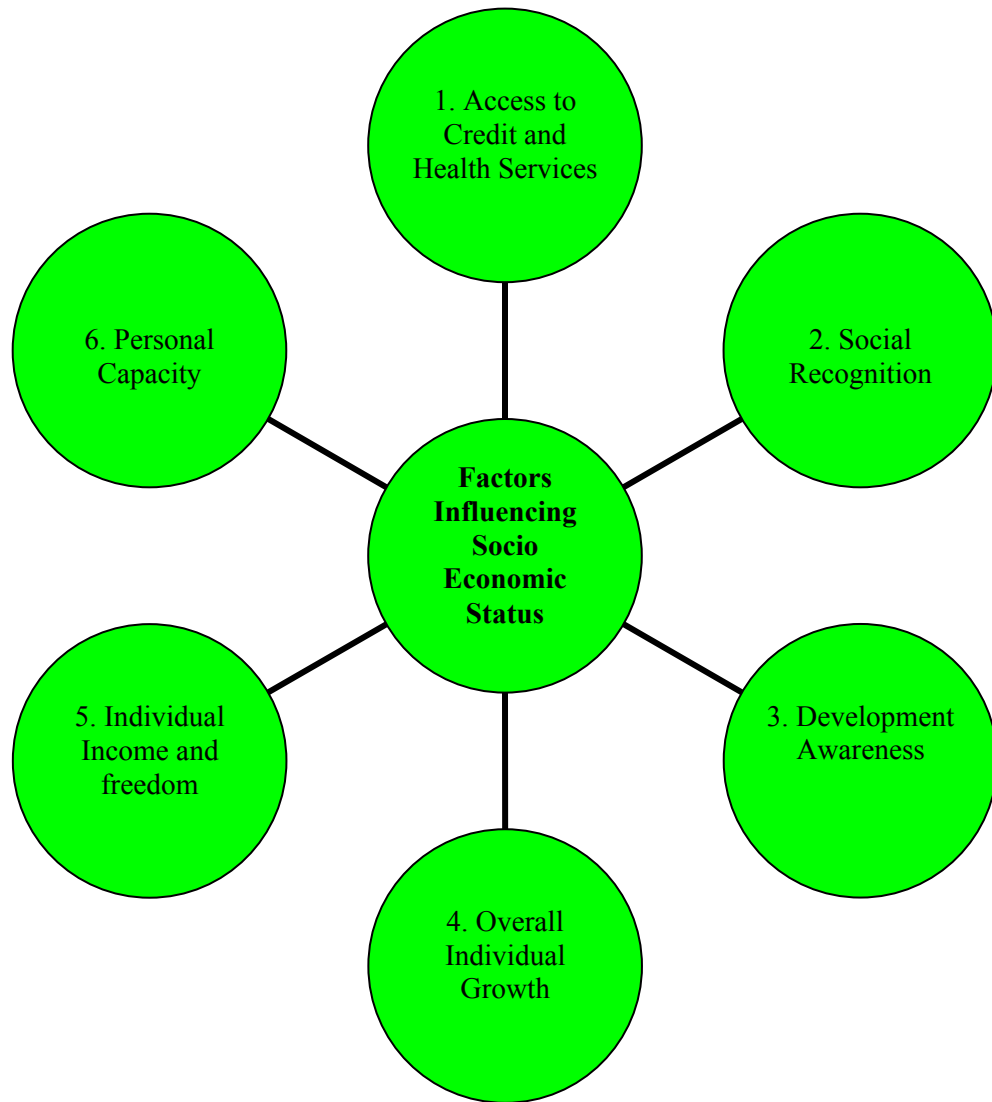 1. Access to
Credit and
Health Services
6. Personal
Capacity
2. Social
Recognition
Factors
Influencing
Socio
Economic
Status
5. Individual
Income and
freedom
3. Development
Awareness
4. Overall
Individual
Growth